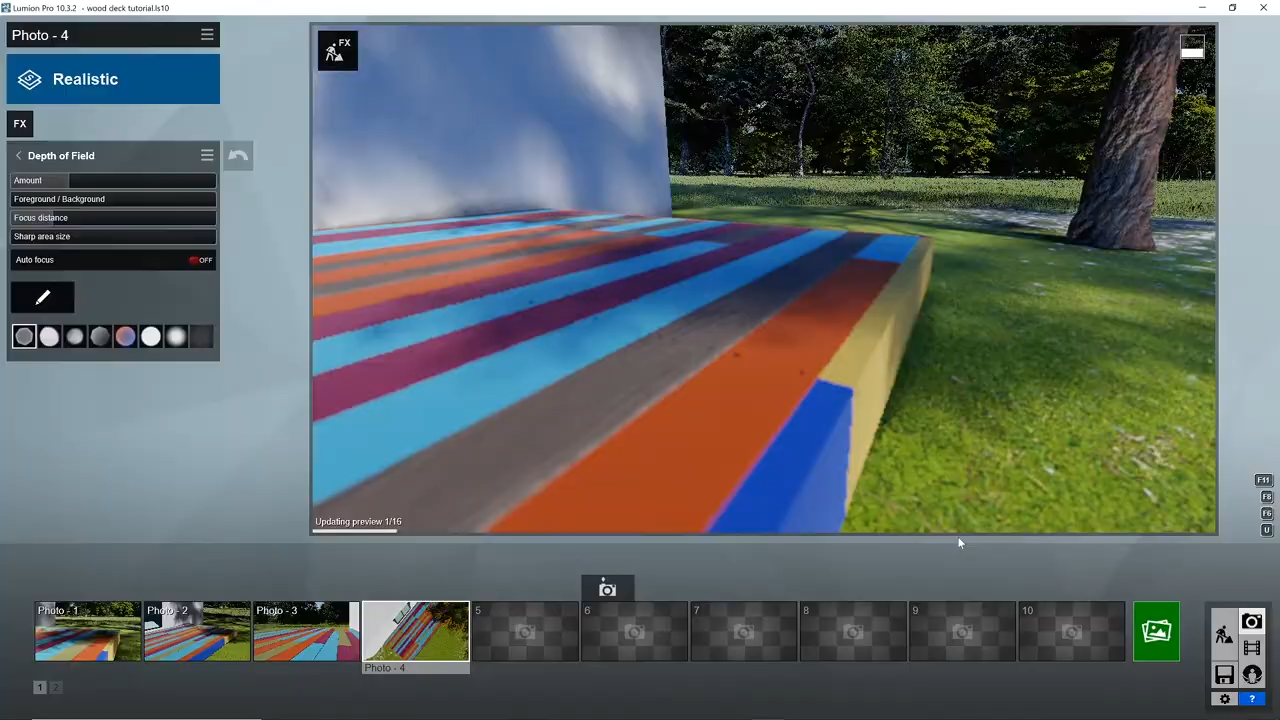 Lumion Pro 10.3.2 - wood deck tutorial.ls10
Photo - 4
FX
Realistic
FX
Depth of Field
Amount
Foreground / Background
Focus distance
Sharp area size
Auto focus OFF
Updating preview 1/16
F11
F8
F6
U
Photo - 1 Photo - 2 Photo - 3 5 6 7 8 9 10
Photo - 4
1 2
?